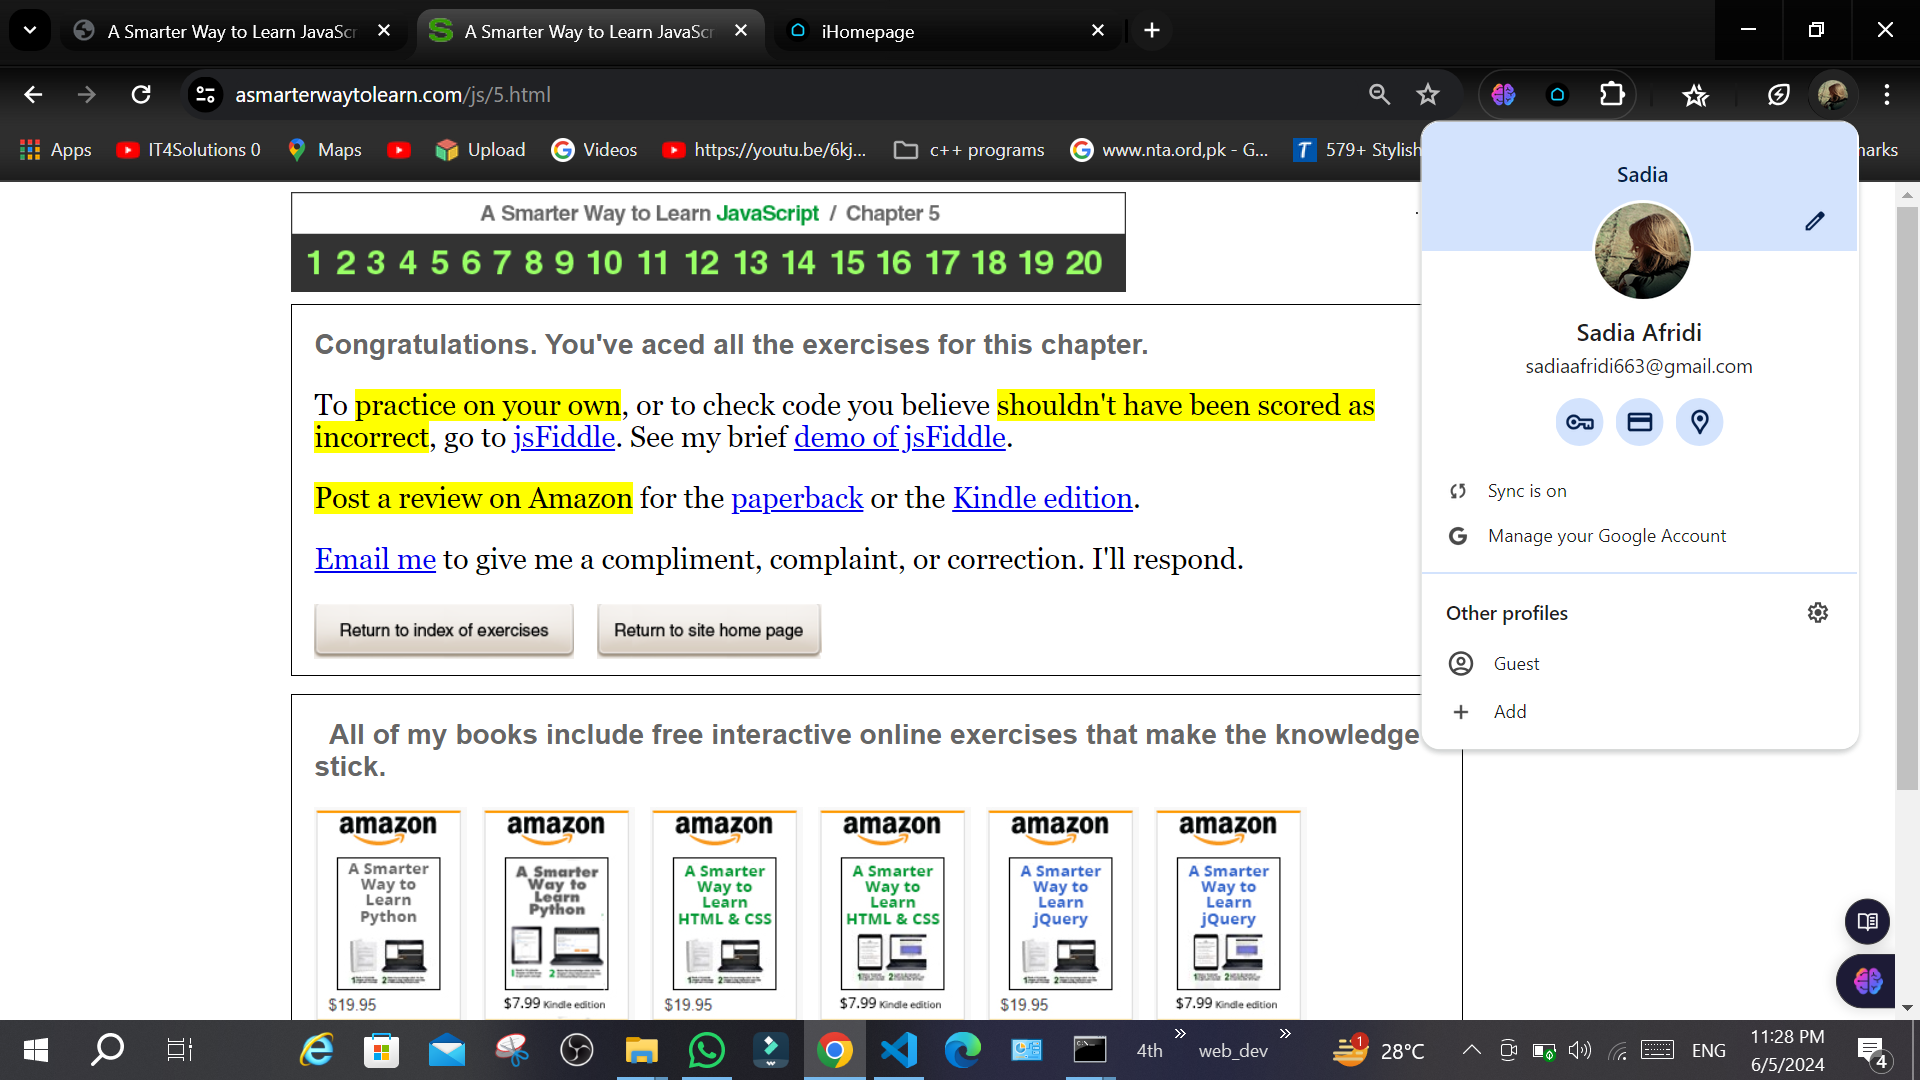 A Smarter Way to Learn JavaScr
A Smarter Way to Learn JavaScr
iHomepage
asmarterwaytolearn.com/js/5.html
Apps
IT4Solutions 0
Maps
Upload
Videos
https://youtu.be/6kj...
c++ programs
www.nta.ord,pk - G...
579+ Stylish
narks
A Smarter Way to Learn JavaScript / Chapter 5
1 2 3 4 5 6 7 8 9 10 11 12 13 14 15 16 17 18 19 20
Congratulations. You've aced all the exercises for this chapter.
To practice on your own, or to check code you believe shouldn't have been scored as
incorrect, go to jsFiddle. See my brief demo of jsFiddle.
Post a review on Amazon for the paperback or the Kindle edition.
Email me to give me a compliment, complaint, or correction. I'll respond.
Return to index of exercises
Return to site home page
Sadia
Sadia Afridi
sadiaafridi663@gmail.com
Sync is on
Manage your Google Account
Other profiles
Guest
Add
All of my books include free interactive online exercises that make the knowledge
stick.
amazon
A Smarter
Way to
Learn
Python
$19.95
amazon
A Smarter
Way to
Learn
Python
$7.99 Kindle edition
amazon
A Smarter
Way to
Learn
HTML & CSS
$19.95
amazon
A Smarter
Way to
Learn
HTML & CSS
$7.99 Kindle edition
amazon
A Smarter
Way to
Learn
jQuery
$19.95
amazon
A Smarter
Way to
Learn
jQuery
$7.99 Kindle edition
4th
web_dev
1
28°C
ENG
11:28 PM
6/5/2024
4